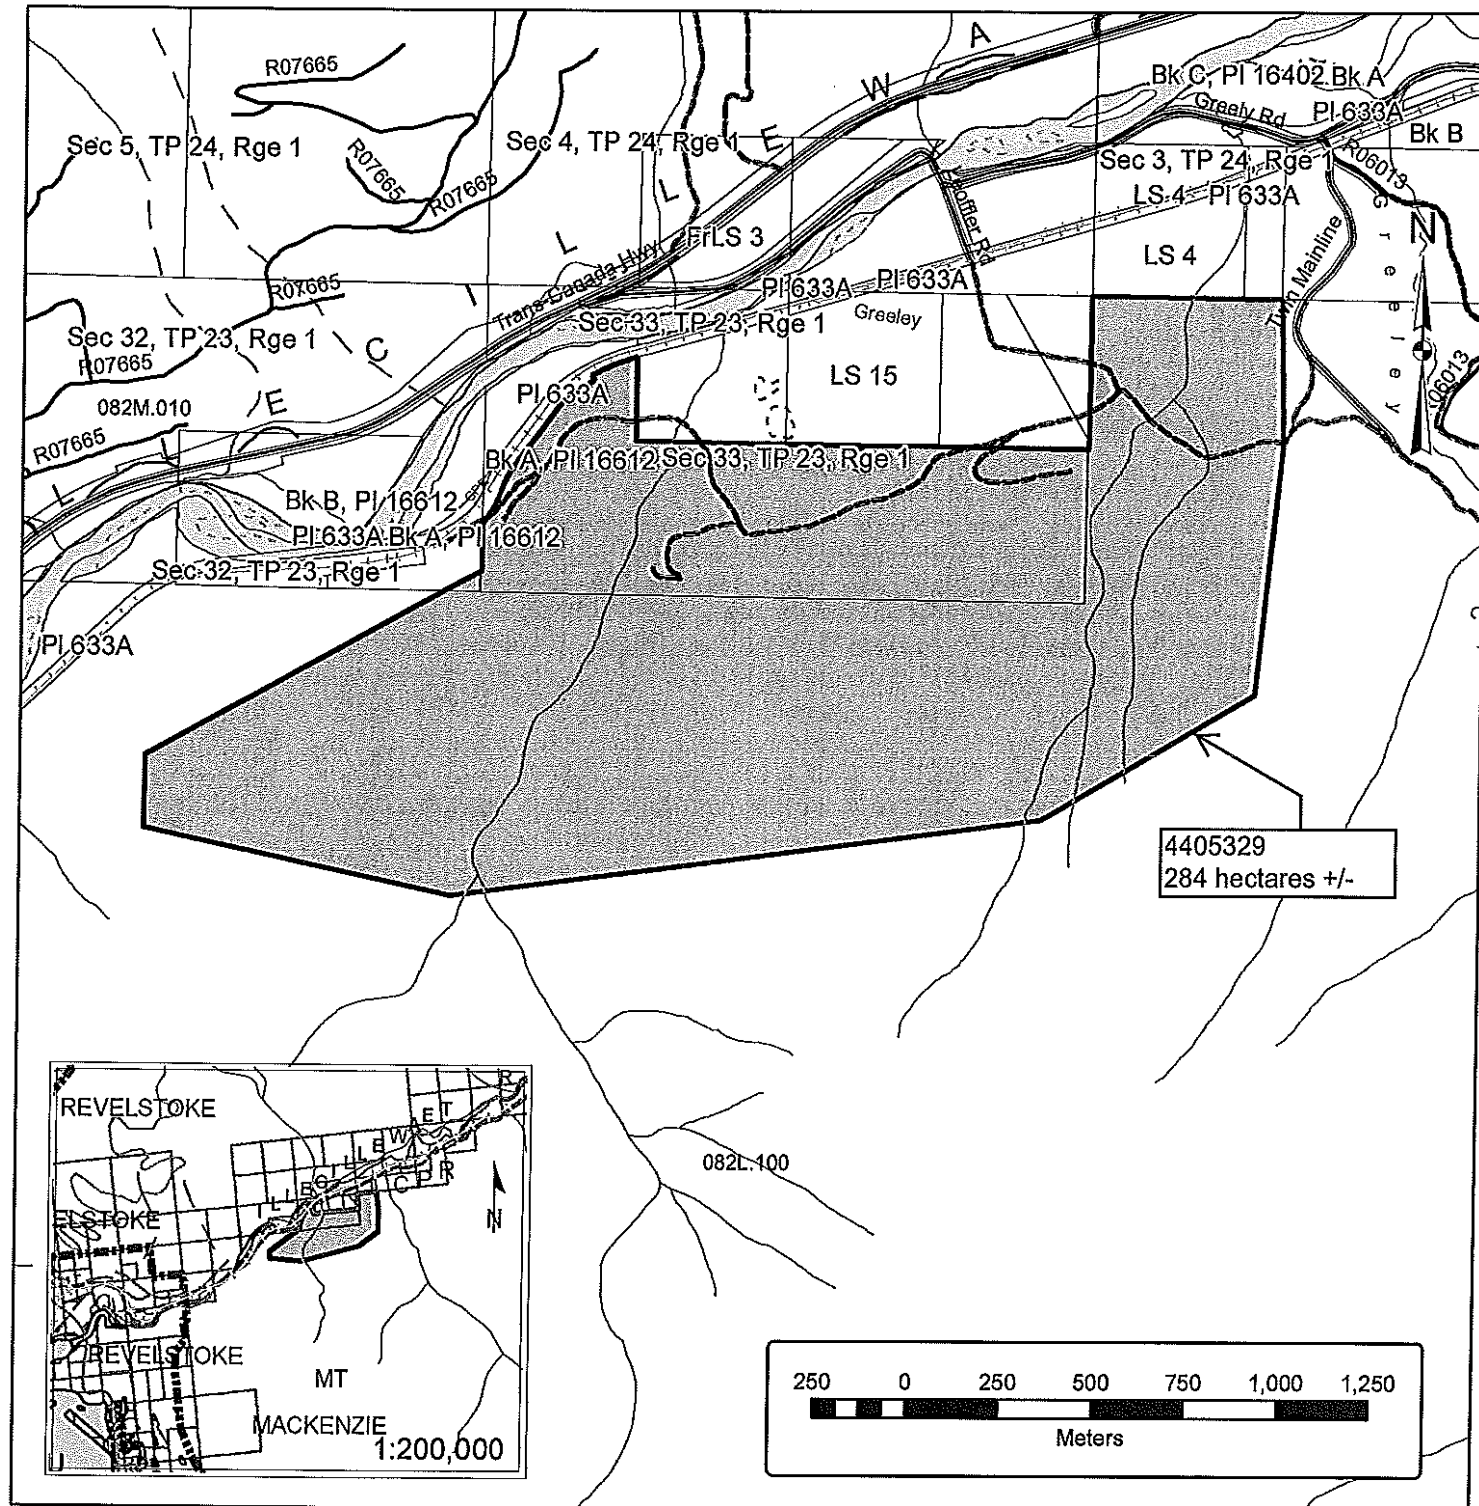 R07665
Bk C, Pl 16402 Bk A
Greely Rd
Pl 633A
Bk B
Sec 5, TP 24, Rge 1
Sec 4, TP 24, Rge 1
Sec 3, TP 24, Rge 1
R06013
R07665
R07665
LS 4 Pl 633A
I L L E C I L L E W A
FrLS 3
LS 4
N
Greeley
Trans-Canada Hwy
Pl 633A
Pl 633A
R07665
Twin Mainline
Sec 33, TP 23, Rge 1
Greeley
Sec 32, TP 23, Rge 1
R07665
LS 15
Pl 633A
082M.010
R06013
R07665
Bk A, Pl 16612 Sec 33, TP 23, Rge 1
Bk B, Pl 16612
Pl 633A Bk A, Pl 16612
Sec 32, TP 23, Rge 1
Pl 633A
4405329
284 hectares +/-
082L.100
REVELSTOKE
ELSTOKE
I L L E C I L L E W A E T R
C P R
N
REVELSTOKE
MT
MACKENZIE
1:200,000
250 0 250 500 750 1,000 1,250
Meters